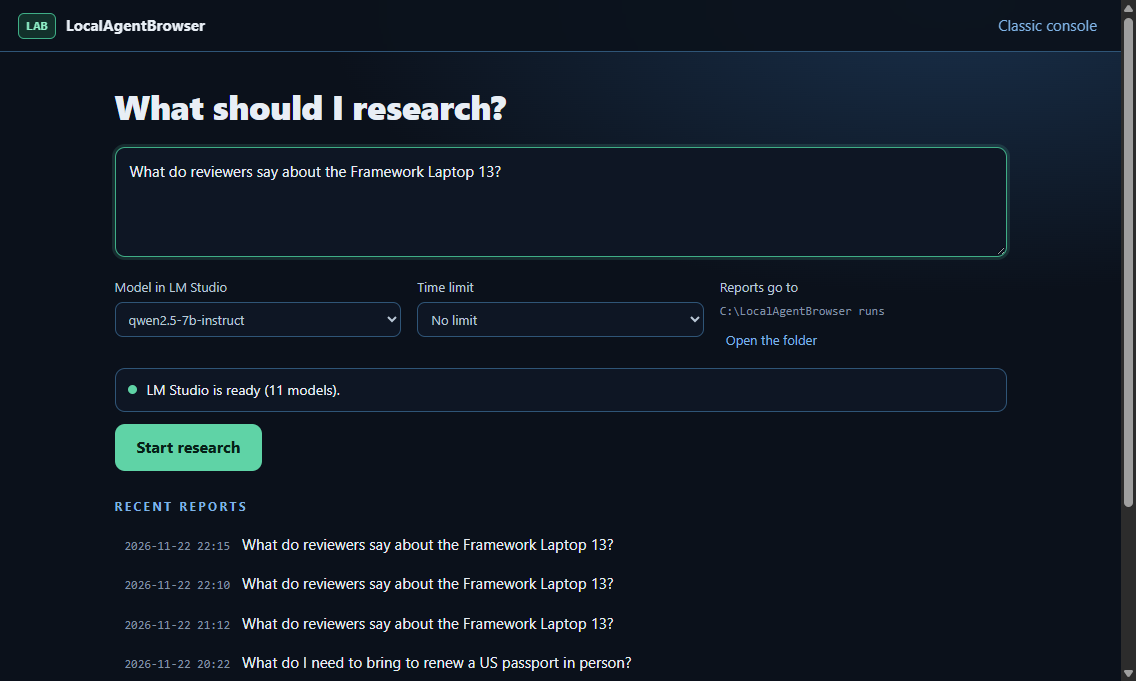 LAB LocalAgentBrowser
Classic console
What should I research?
What do reviewers say about the Framework Laptop 13?
Model in LM Studio
Time limit
Reports go to
qwen2.5-7b-instruct
No limit
C:\LocalAgentBrowser runs
Open the folder
LM Studio is ready (11 models).
Start research
RECENT REPORTS
2026-11-22 22:15 What do reviewers say about the Framework Laptop 13?
2026-11-22 22:10 What do reviewers say about the Framework Laptop 13?
2026-11-22 21:12 What do reviewers say about the Framework Laptop 13?
2026-11-22 20:22 What do I need to bring to renew a US passport in person?